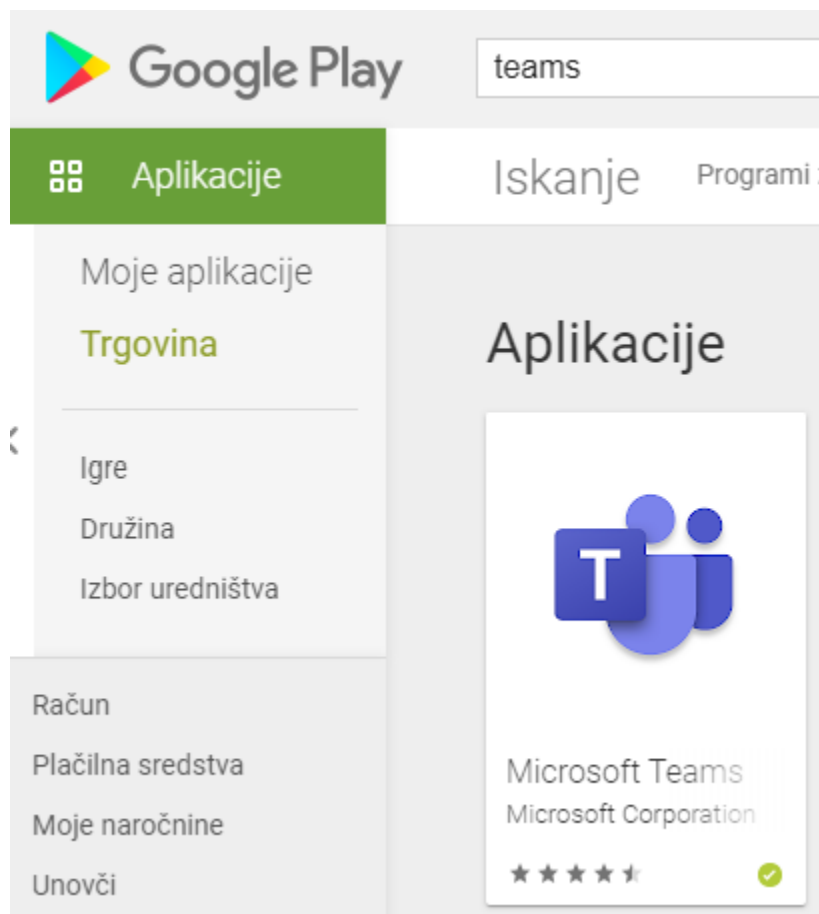 Google Play
teams
Aplikacije
Iskanje
Programi
Moje aplikacije
Trgovina
Igre
Družina
Izbor uredništva
Račun
Plačilna sredstva
Moje naročnine
Unovči
Aplikacije
T
Microsoft Teams
Microsoft Corporation